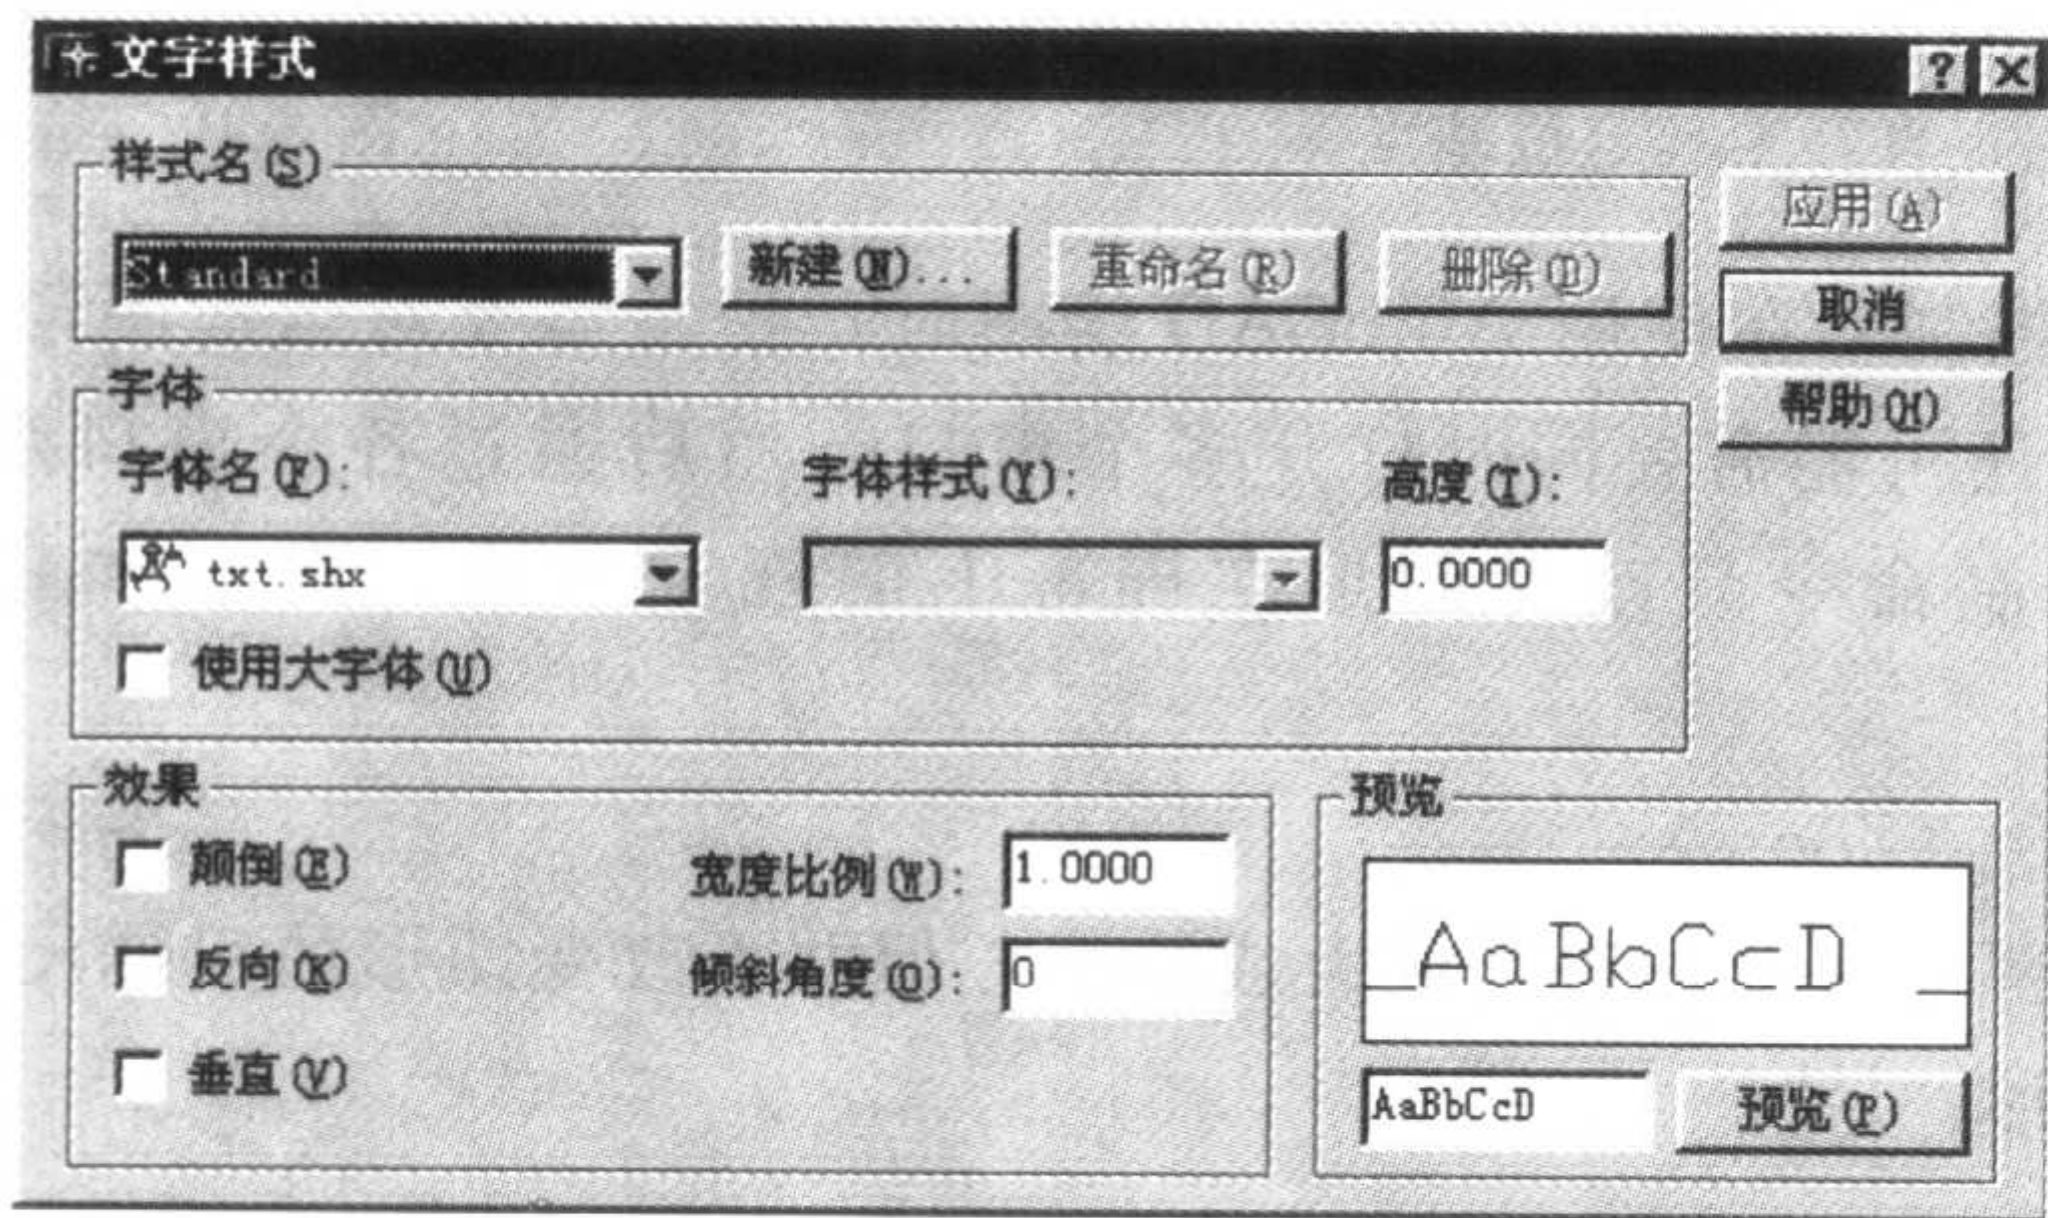 文字样式
样式名(S)
Standard 新建(N)... 重命名(R) 删除(D) 应用(A)
取消
帮助(H)
字体
字体名(F): 字体样式(Y): 高度(T):
txt.shx 0.0000
使用大字体(U)
效果
颠倒(E) 宽度比例(W): 1.0000
反向(K) 倾斜角度(O): 0
垂直(V)
预览
AaBbCcD
AaBbCcD 预览(P)